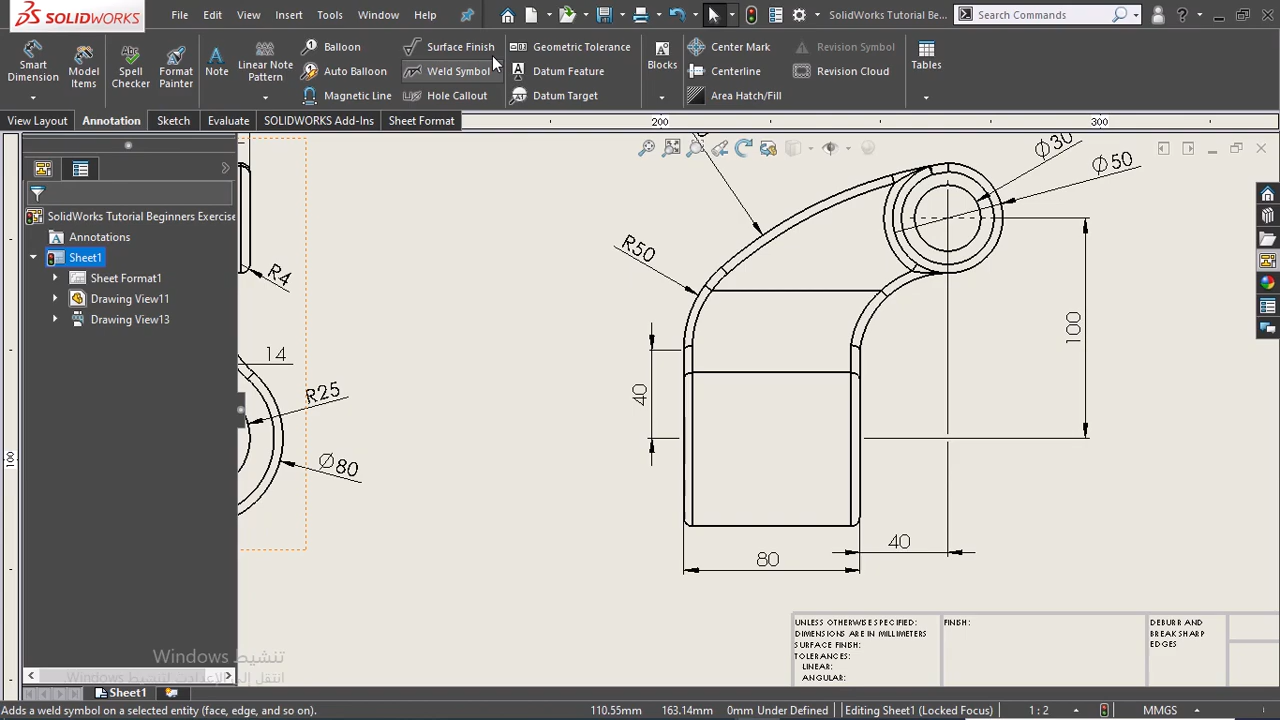 SOLIDWORKS File Edit View Insert Tools Window Help SolidWorks Tutorial Be... Search Commands ?
Smart Dimension
Model Items
Spell Checker
Format Painter
Note
Linear Note Pattern
Balloon
Auto Balloon
Magnetic Line
Surface Finish
Weld Symbol
Hole Callout
Geometric Tolerance
Datum Feature
Datum Target
Blocks
Center Mark
Centerline
Area Hatch/Fill
Revision Symbol
Revision Cloud
Tables
View Layout Annotation Sketch Evaluate SOLIDWORKS Add-Ins Sheet Format
200 300
100
SolidWorks Tutorial Beginners Exercise
Annotations
Sheet1
Sheet Format1
Drawing View11
Drawing View13
R4
14
R25
Ø80
R50
Ø30
Ø50
100
40
40
80
UNLESS OTHERWISE SPECIFIED:
DIMENSIONS ARE IN MILLIMETERS
SURFACE FINISH:
TOLERANCES:
LINEAR:
ANGULAR:
FINISH:
DEBURR AND
BREAK SHARP
EDGES
تنشيط Windows
انتقل إلى الإعدادات لتنشيط Windows
Sheet1
Adds a weld symbol on a selected entity (face, edge, and so on). 110.55mm 163.14mm 0mm Under Defined Editing Sheet1 (Locked Focus) 1 : 2 MMGS